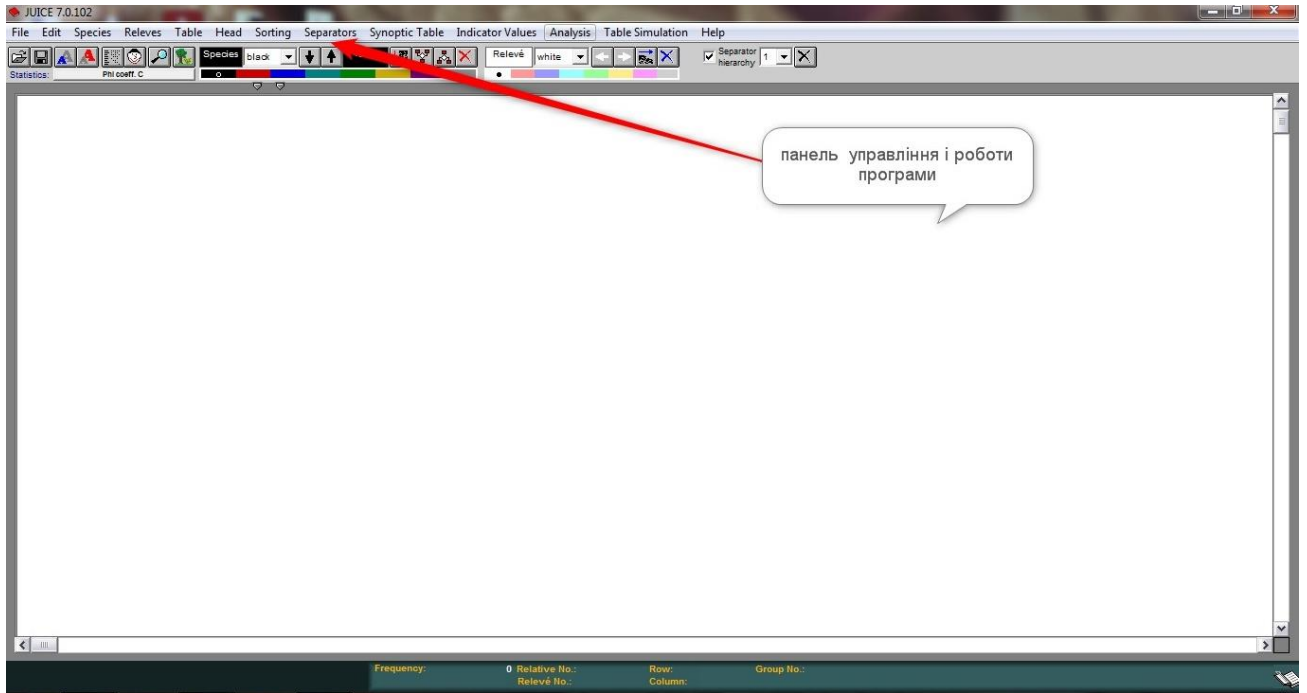 JUICE 7.0.102
File Edit Species Releves Table Head Sorting Separators Synoptic Table Indicator Values Analysis Table Simulation Help
Species black Relevé white Separator hierarchy 1
Statistics: Phi coeff. C
панель управління і роботи
програми
Frequency: 0 Relative No.: Row: Group No.:
Relevé No.: Column: